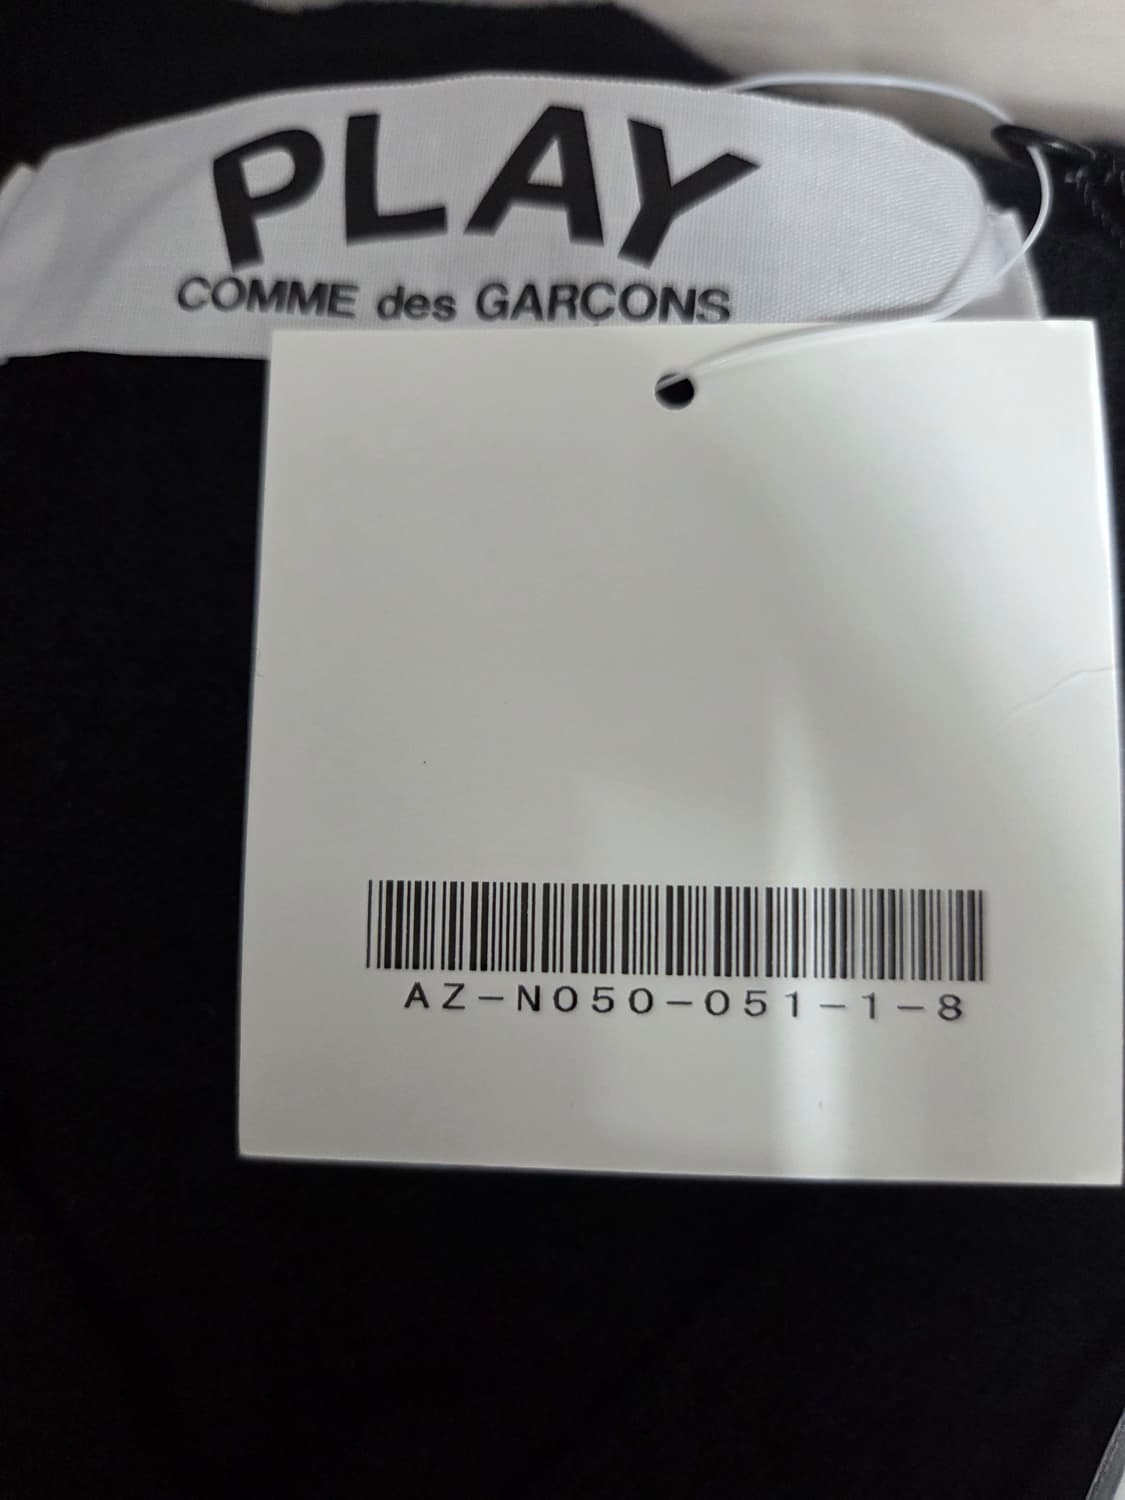 PLAY
COMME des GARÇONS
AZ-N050-051-1-8